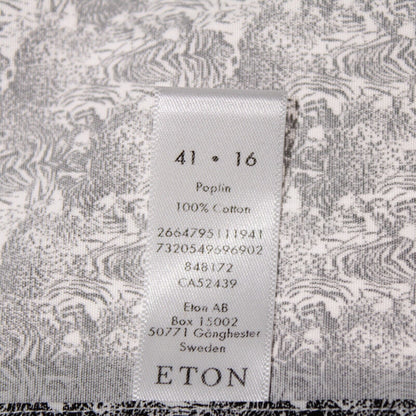 41 • 16
Poplin
100% Cotton
2664795111941
7320549696902
848172
CA52439
Eton AB
Box 15002
50771 Gånghester
Sweden
ETON